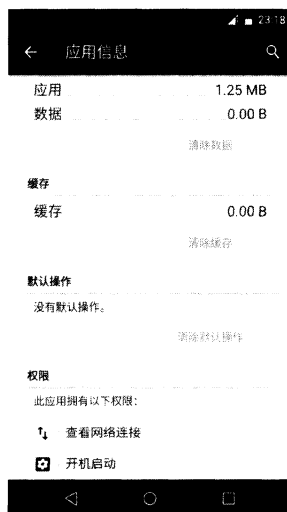 23:18
应用信息
应用 1.25 MB
数据 0.00 B
清除数据
缓存
缓存 0.00 B
清除缓存
默认操作
没有默认操作。
清除默认操作
权限
此应用拥有以下权限：
查看网络连接
开机启动